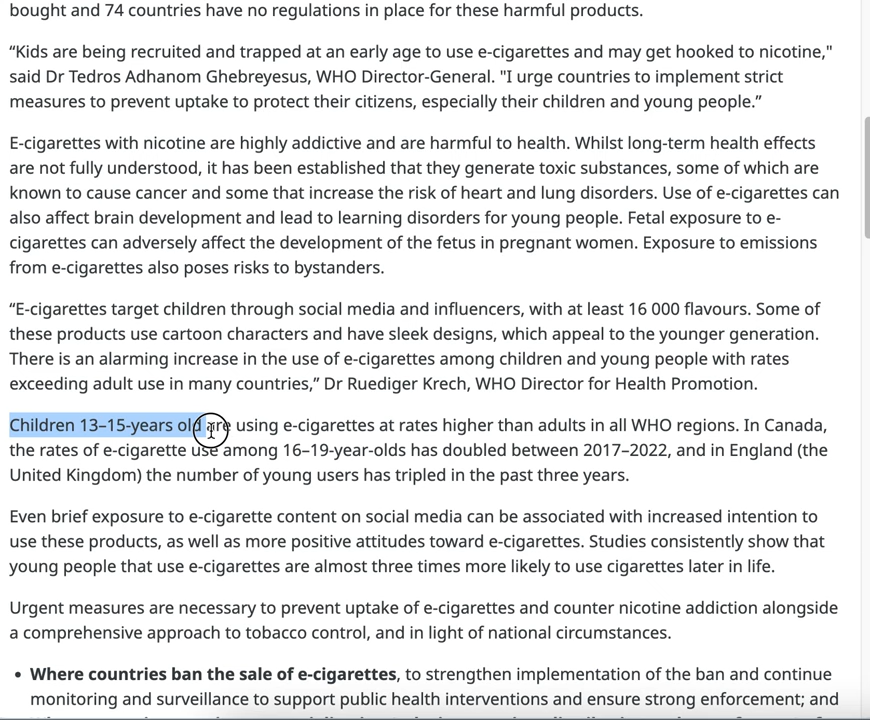 bought and 74 countries have no regulations in place for these harmful products.
“Kids are being recruited and trapped at an early age to use e-cigarettes and may get hooked to nicotine,"
said Dr Tedros Adhanom Ghebreyesus, WHO Director-General. "I urge countries to implement strict
measures to prevent uptake to protect their citizens, especially their children and young people.”
E-cigarettes with nicotine are highly addictive and are harmful to health. Whilst long-term health effects
are not fully understood, it has been established that they generate toxic substances, some of which are
known to cause cancer and some that increase the risk of heart and lung disorders. Use of e-cigarettes can
also affect brain development and lead to learning disorders for young people. Fetal exposure to e-
cigarettes can adversely affect the development of the fetus in pregnant women. Exposure to emissions
from e-cigarettes also poses risks to bystanders.
“E-cigarettes target children through social media and influencers, with at least 16 000 flavours. Some of
these products use cartoon characters and have sleek designs, which appeal to the younger generation.
There is an alarming increase in the use of e-cigarettes among children and young people with rates
exceeding adult use in many countries,” Dr Ruediger Krech, WHO Director for Health Promotion.
Children 13–15-years old are using e-cigarettes at rates higher than adults in all WHO regions. In Canada,
the rates of e-cigarette use among 16–19-year-olds has doubled between 2017–2022, and in England (the
United Kingdom) the number of young users has tripled in the past three years.
Even brief exposure to e-cigarette content on social media can be associated with increased intention to
use these products, as well as more positive attitudes toward e-cigarettes. Studies consistently show that
young people that use e-cigarettes are almost three times more likely to use cigarettes later in life.
Urgent measures are necessary to prevent uptake of e-cigarettes and counter nicotine addiction alongside
a comprehensive approach to tobacco control, and in light of national circumstances.
• Where countries ban the sale of e-cigarettes, to strengthen implementation of the ban and continue
monitoring and surveillance to support public health interventions and ensure strong enforcement; and